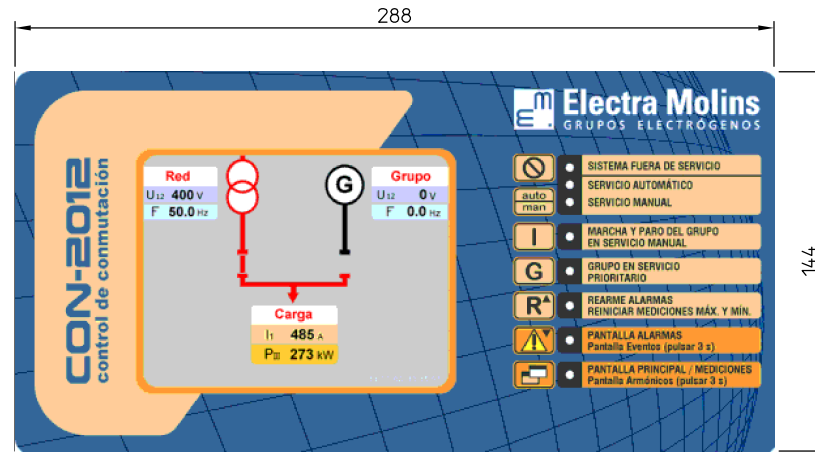 288
144
CON-2012
control de conmutación
Electra Molins
GRUPOS ELECTRÓGENOS
Red
U12 400 V
F 50.0 Hz
G
Grupo
U12 0 V
F 0.0 Hz
Carga
I1 485 A
PIII 273 kW
SISTEMA FUERA DE SERVICIO
auto
man
SERVICIO AUTOMÁTICO
SERVICIO MANUAL
I
MARCHA Y PARO DEL GRUPO
EN SERVICIO MANUAL
G
GRUPO EN SERVICIO
PRIORITARIO
R
REARME ALARMAS
REINICIAR MEDICIONES MÁX. Y MÍN.
PANTALLA ALARMAS
Pantalla Eventos (pulsar 3 s)
PANTALLA PRINCIPAL / MEDICIONES
Pantalla Armónicos (pulsar 3 s)